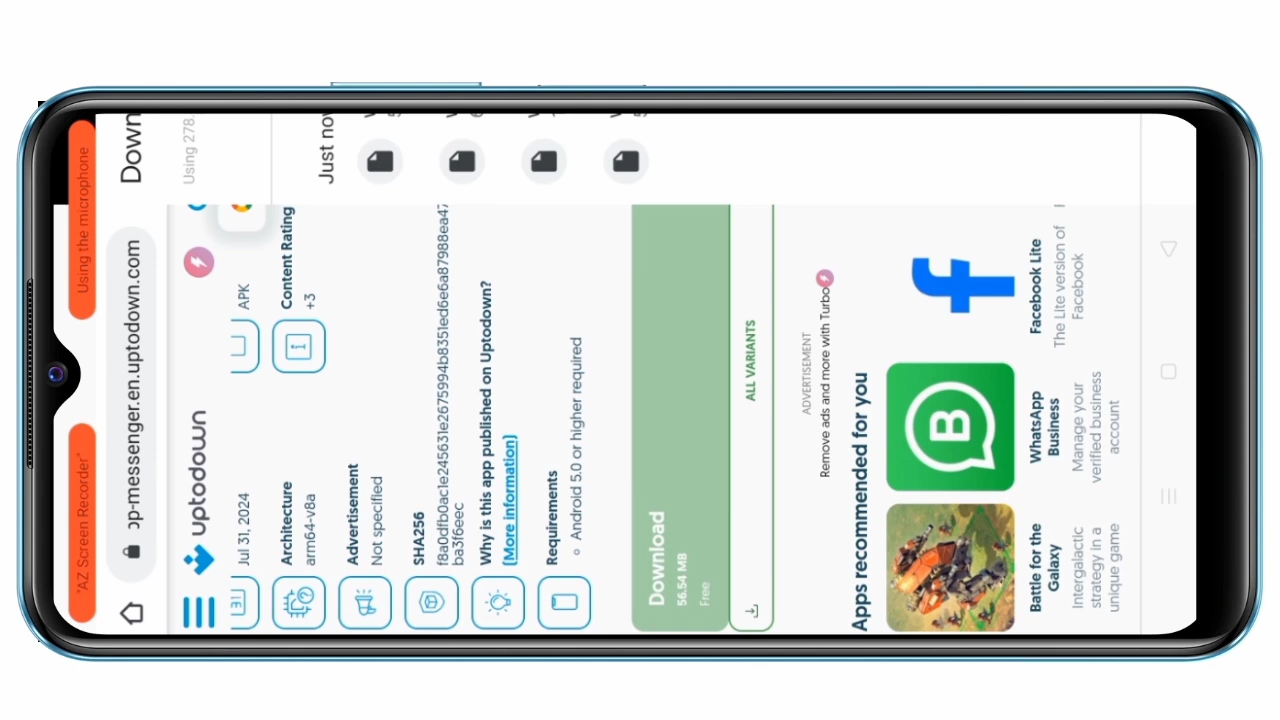 "AZ Screen Recorder"
Using the microphone
op-messenger.en.uptodown.com
Down
Using 278.
Just now
uptodown
Jul 31, 2024
APK
Architecture
arm64-v8a
Content Rating
+3
Advertisement
Not specified
SHA256
f8a0dfb0ac1e245631e2675994b8351ed6e6a87988ea47
ba3f6eec
Why is this app published on Uptodown?
(More information)
Requirements
Android 5.0 or higher required
Download
56.54 MB
Free
ALL VARIANTS
ADVERTISEMENT
Remove ads and more with Turbo
Apps recommended for you
Battle for the
Galaxy
Intergalactic
strategy in a
unique game
WhatsApp
Business
Manage your
verified business
account
Facebook Lite
The Lite version of
Facebook